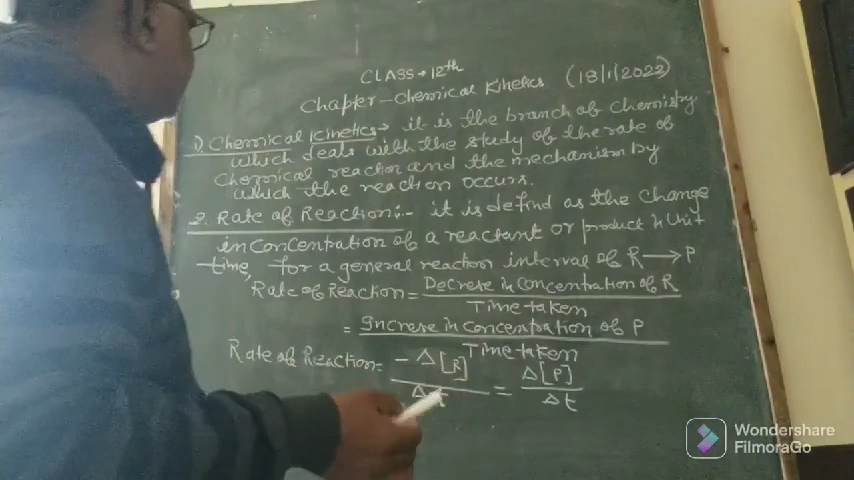 CLASS → 12th
Chapter - Chemical Kinetics (18/1/2022)
1) Chemical Kinetics → it is the branch of chemistry
which deals with the study of the rate of
Chemical reaction and the mechanism by
which the reaction occurs.
2. Rate of Reaction:- it is defind as the change
in concentration of a reactant or product in unit
time, for a general reaction interval of R → P
Rate of Reaction = Decrese in concentration of R
Time taken
= Increse in concentration of P
Time taken
Rate of Reaction = - Δ[R] / Δt = Δ[P] / Δt
Wondershare
FilmoraGo